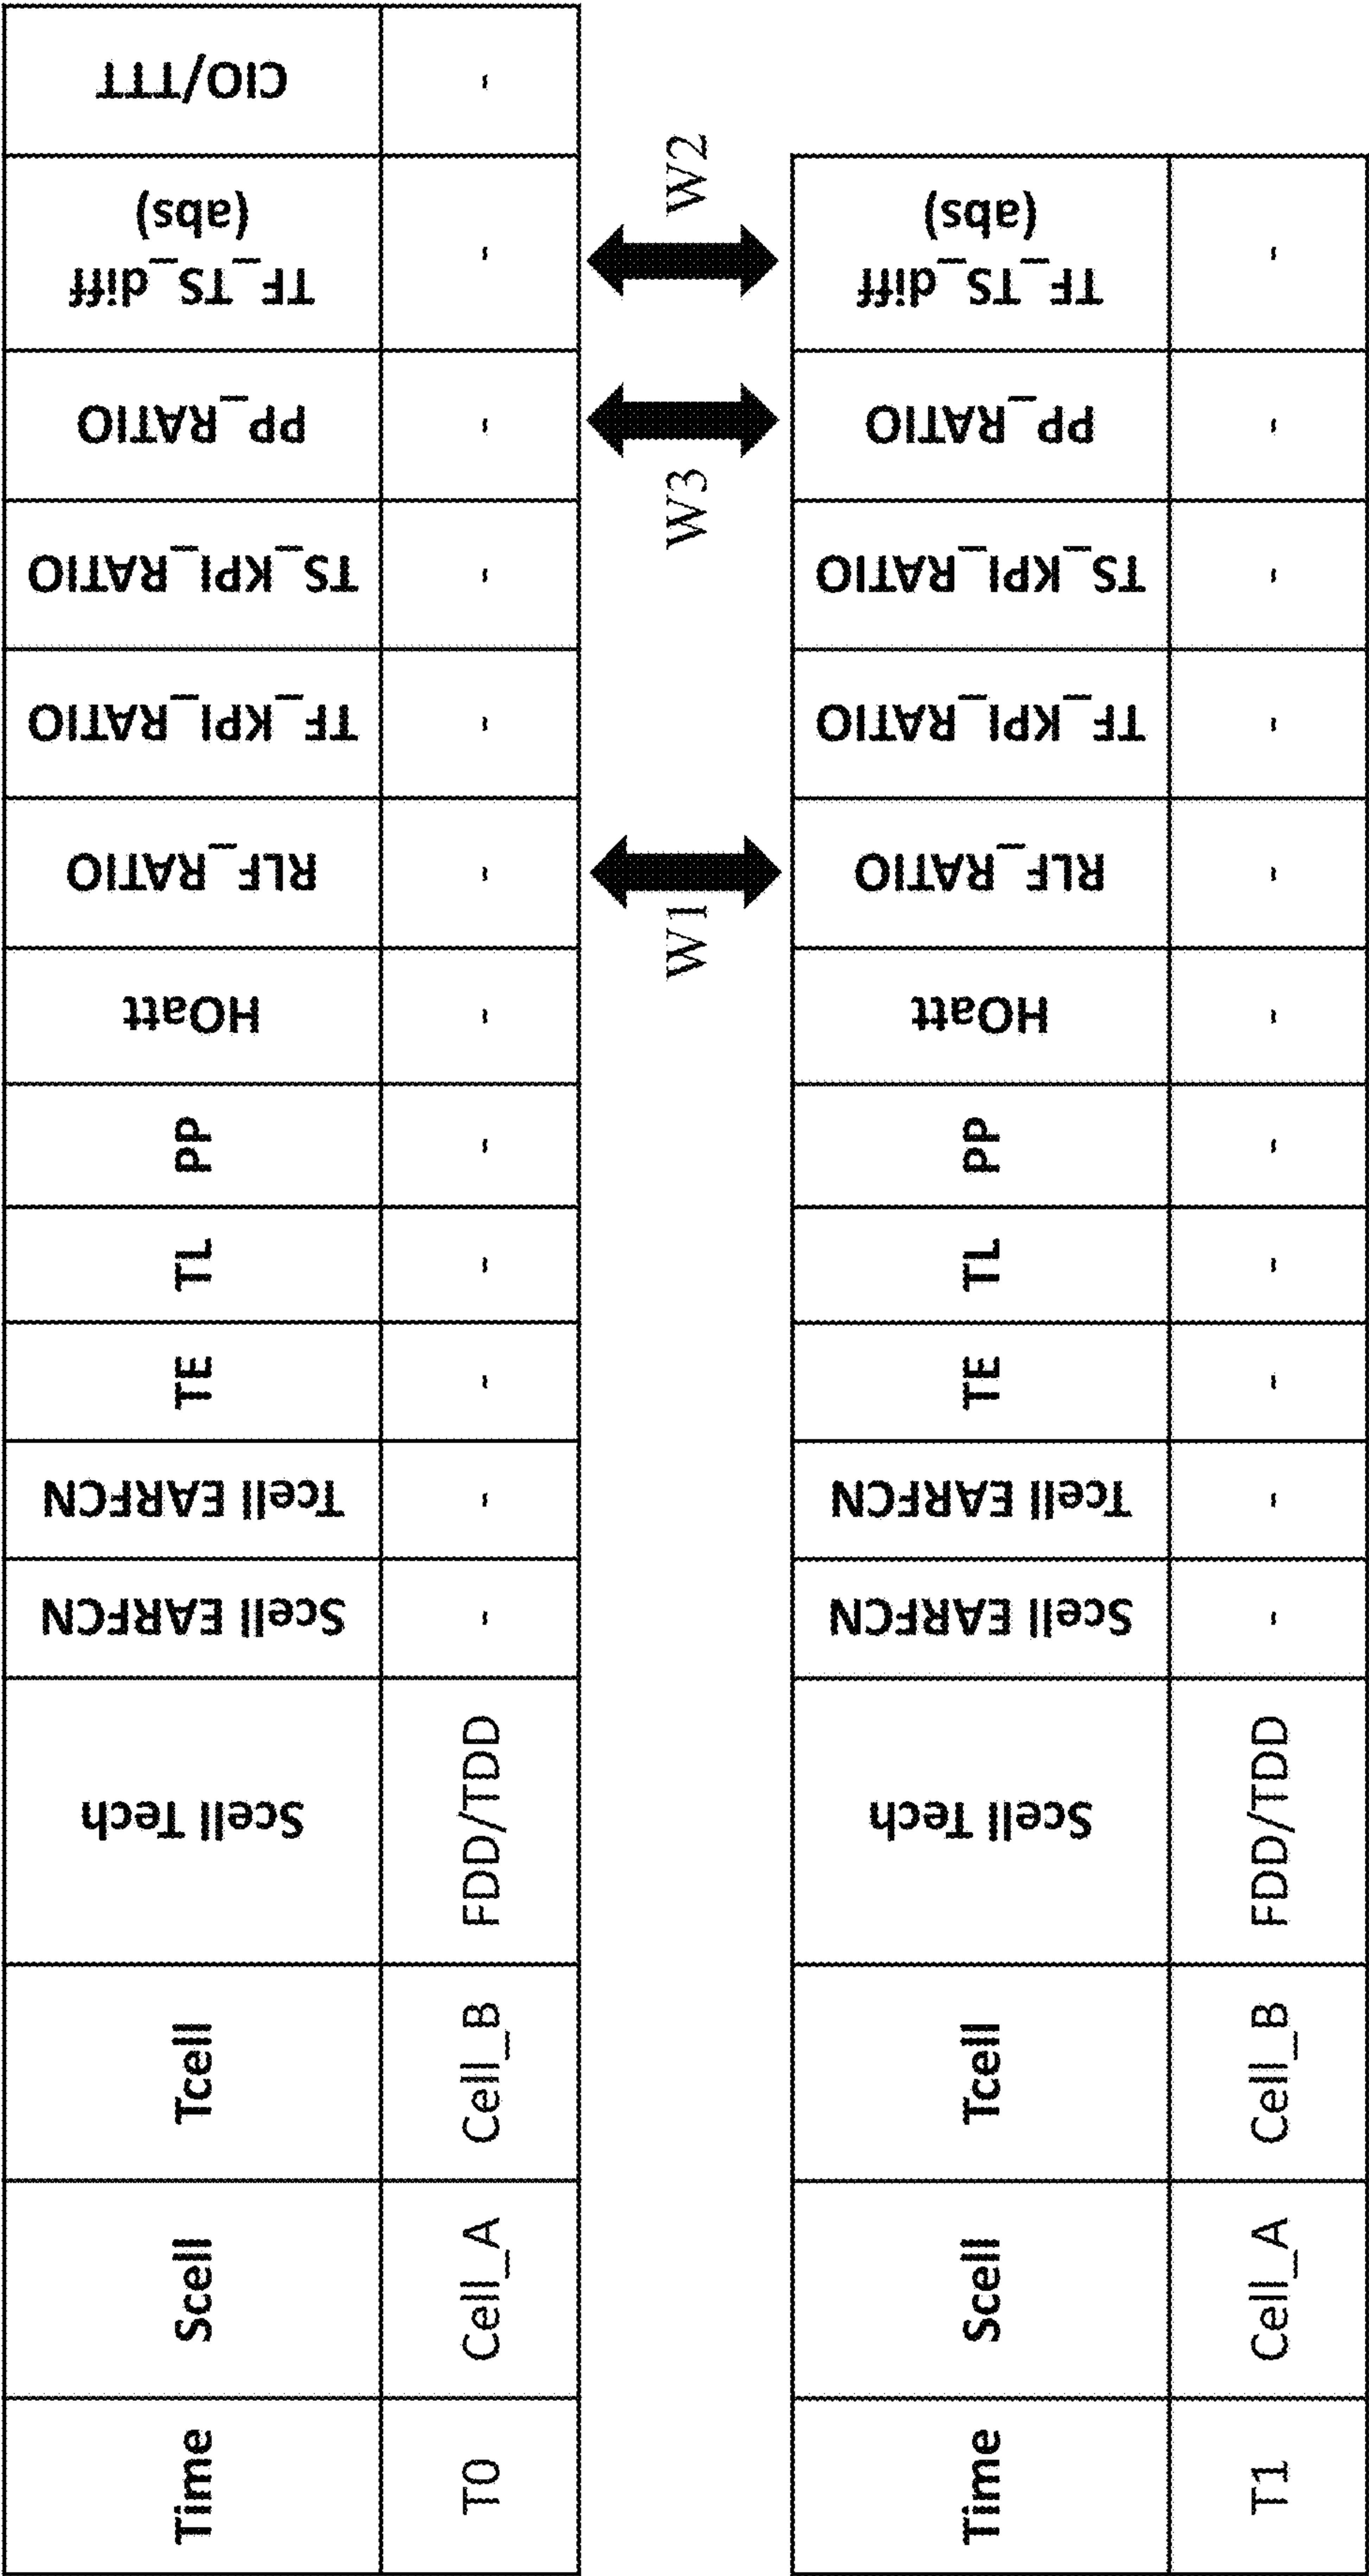 Time
Scell
Tcell
Scell Tech
Scell EARFCN
Tcell EARFCN
TE
TL
PP
HOatt
RLF_RATIO
TF_KPI_RATIO
TS_KPI_RATIO
PP_RATIO
TF_TS_diff
(abs)
CIO/TTT
T0
Cell_A
Cell_B
FDD/TDD
-
-
-
-
-
-
-
-
-
-
-
-
W1
W3
W2
Time
Scell
Tcell
Scell Tech
Scell EARFCN
Tcell EARFCN
TE
TL
PP
HOatt
RLF_RATIO
TF_KPI_RATIO
TS_KPI_RATIO
PP_RATIO
TF_TS_diff
(abs)
T1
Cell_A
Cell_B
FDD/TDD
-
-
-
-
-
-
-
-
-
-
-